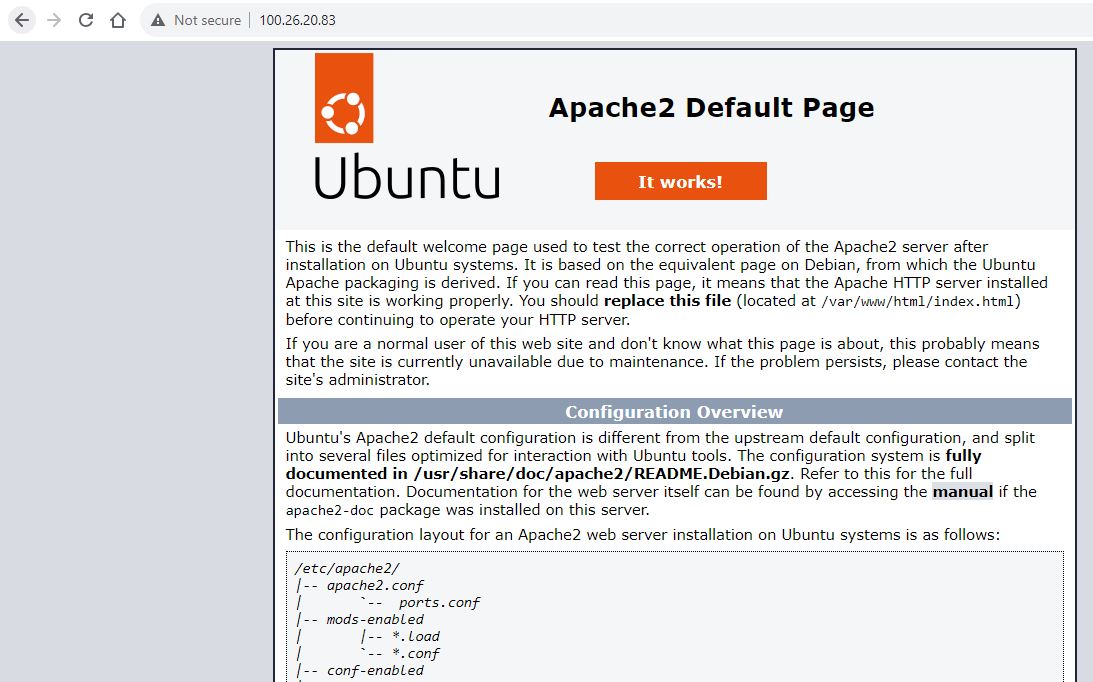 Not secure | 100.26.20.83
Apache2 Default Page
Ubuntu
It works!
This is the default welcome page used to test the correct operation of the Apache2 server after
installation on Ubuntu systems. It is based on the equivalent page on Debian, from which the Ubuntu
Apache packaging is derived. If you can read this page, it means that the Apache HTTP server installed
at this site is working properly. You should replace this file (located at /var/www/html/index.html)
before continuing to operate your HTTP server.
If you are a normal user of this web site and don't know what this page is about, this probably means
that the site is currently unavailable due to maintenance. If the problem persists, please contact the
site's administrator.
Configuration Overview
Ubuntu's Apache2 default configuration is different from the upstream default configuration, and split
into several files optimized for interaction with Ubuntu tools. The configuration system is fully
documented in /usr/share/doc/apache2/README.Debian.gz. Refer to this for the full
documentation. Documentation for the web server itself can be found by accessing the manual if the
apache2-doc package was installed on this server.
The configuration layout for an Apache2 web server installation on Ubuntu systems is as follows:
/etc/apache2/
|-- apache2.conf
|       `--  ports.conf
|-- mods-enabled
|       |-- *.load
|       `-- *.conf
|-- conf-enabled